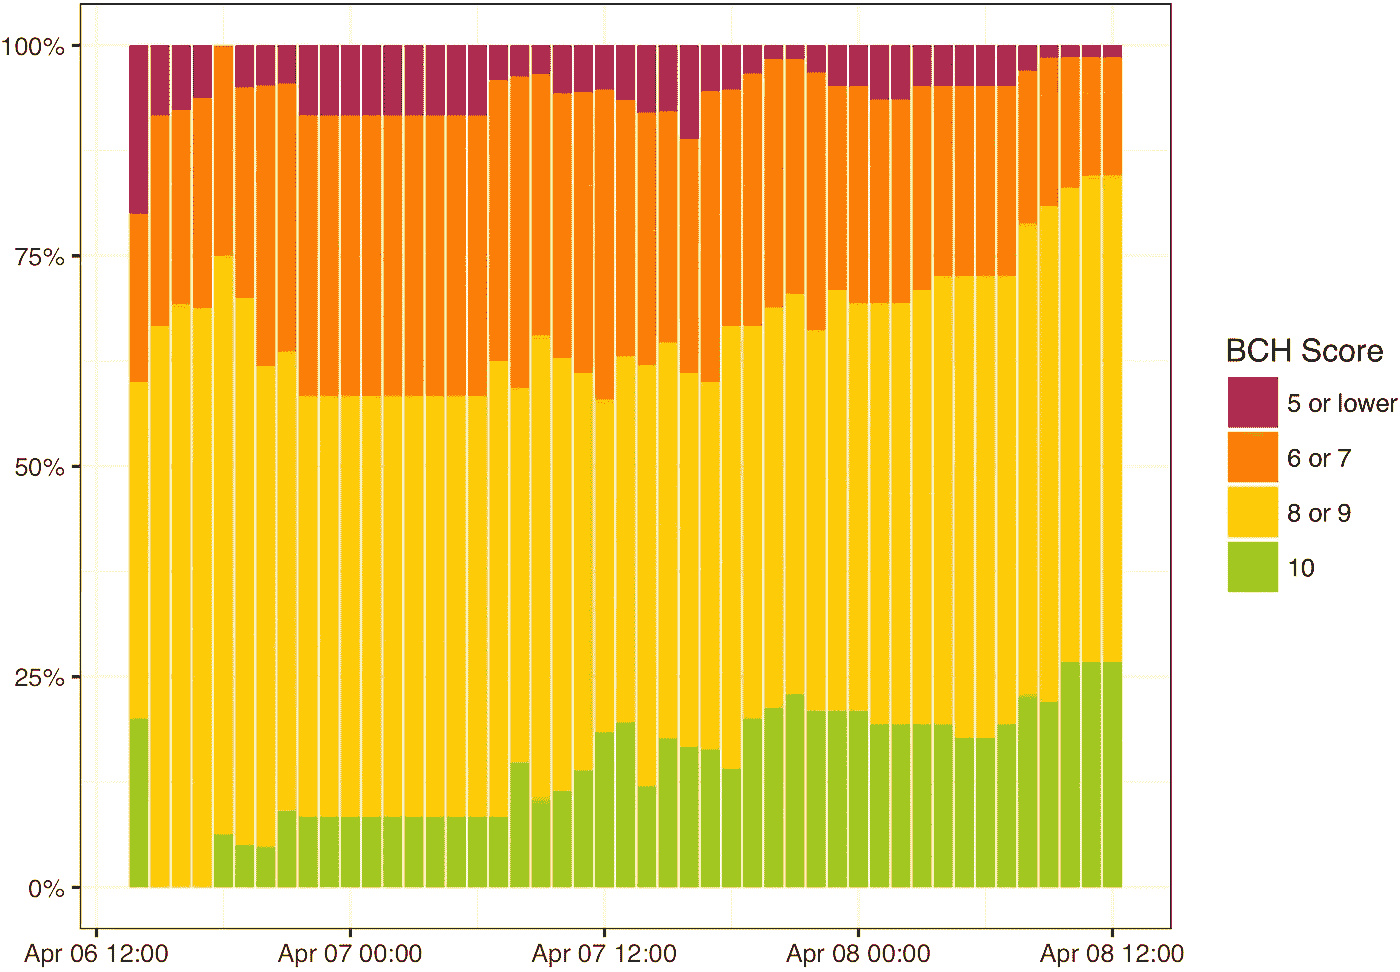 100%
75%
50%
25%
0%
Apr 06 12:00 Apr 07 00:00 Apr 07 12:00 Apr 08 00:00 Apr 08 12:00
BCH Score
5 or lower
6 or 7
8 or 9
10